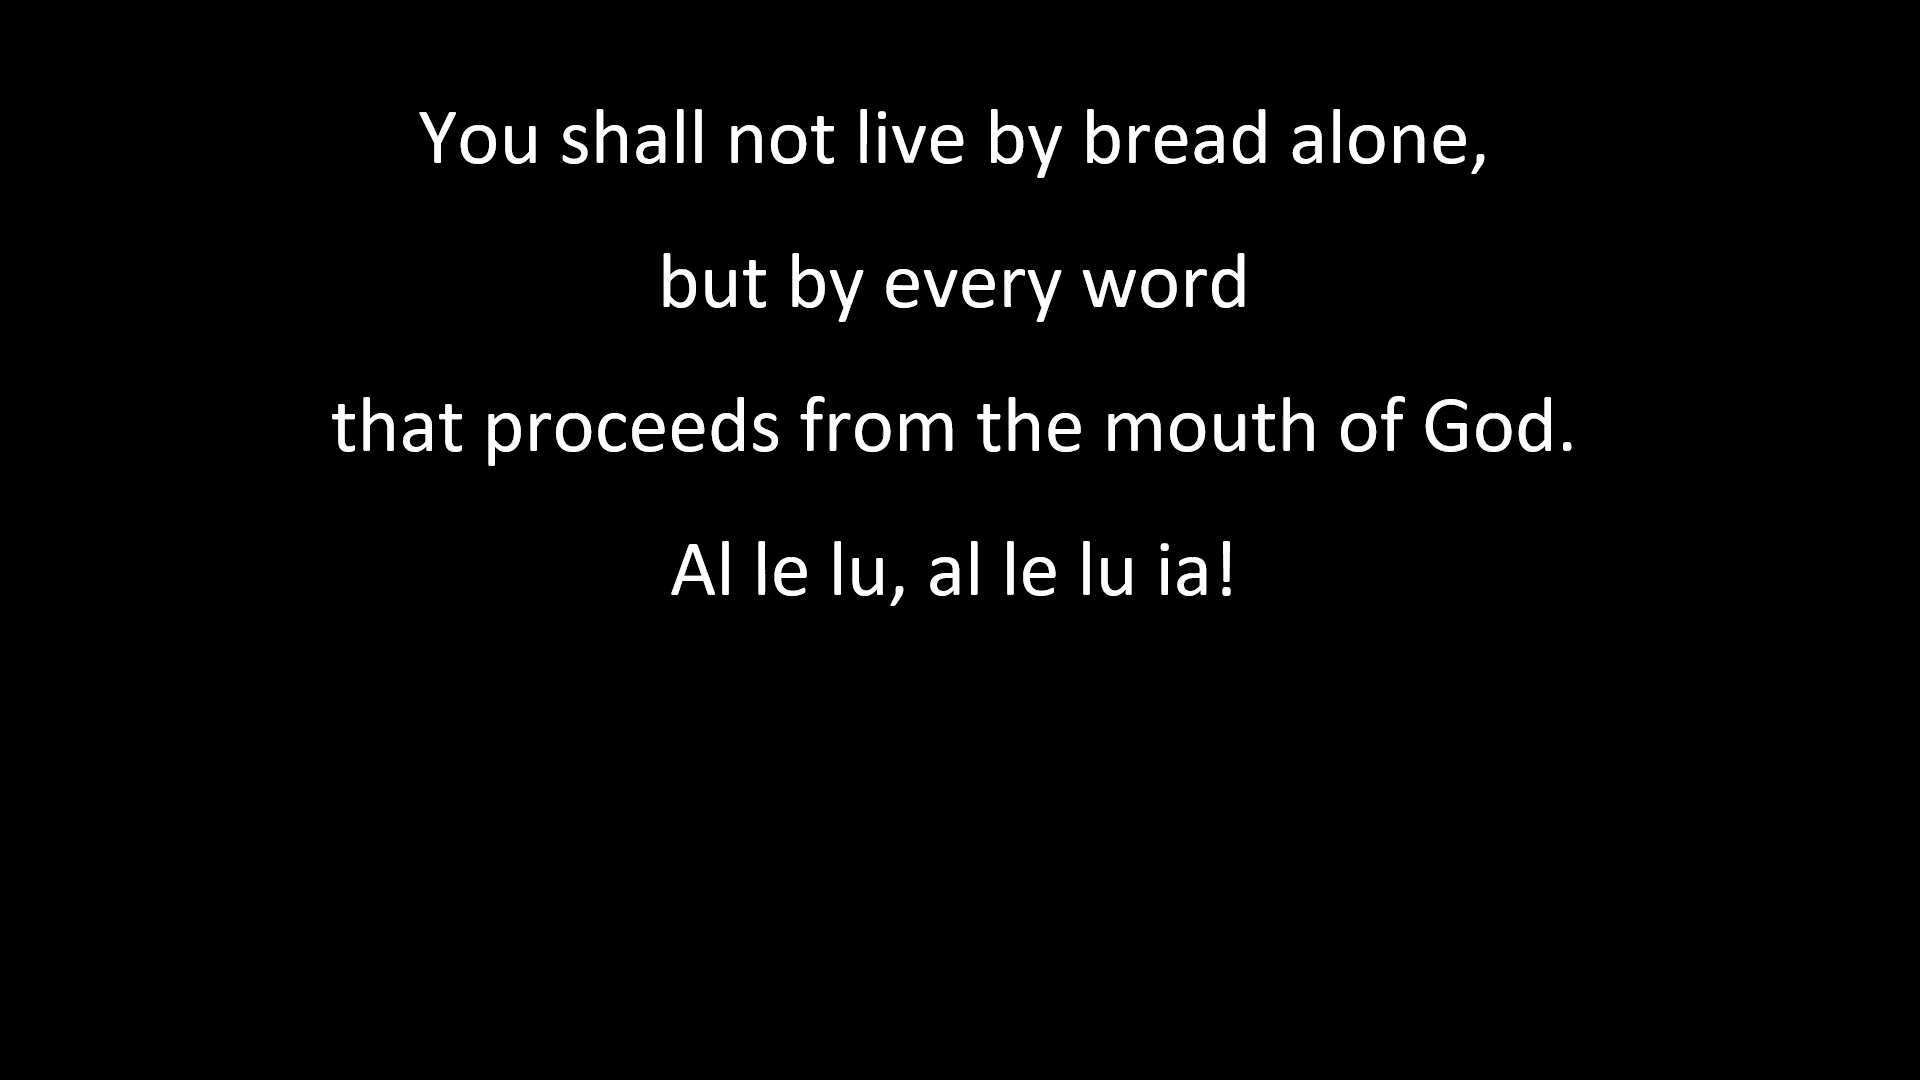 You shall not live by bread alone,
but by every word
that proceeds from the mouth of God.
Al le lu, al le lu ia!